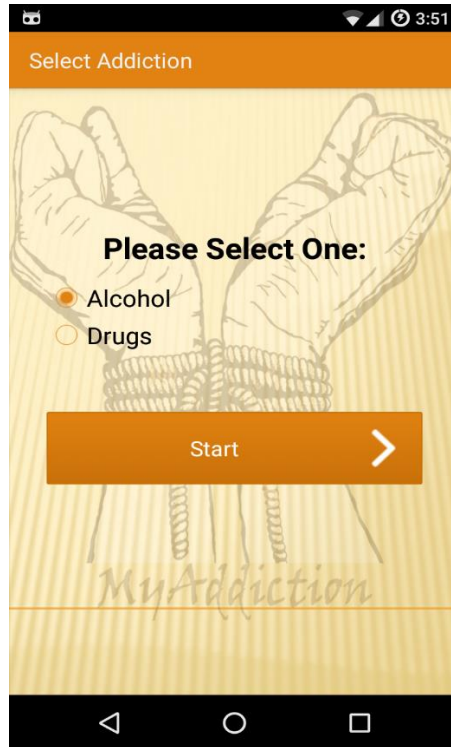 3:51
Select Addiction
Please Select One:
Alcohol
Drugs
Start
MyAddiction